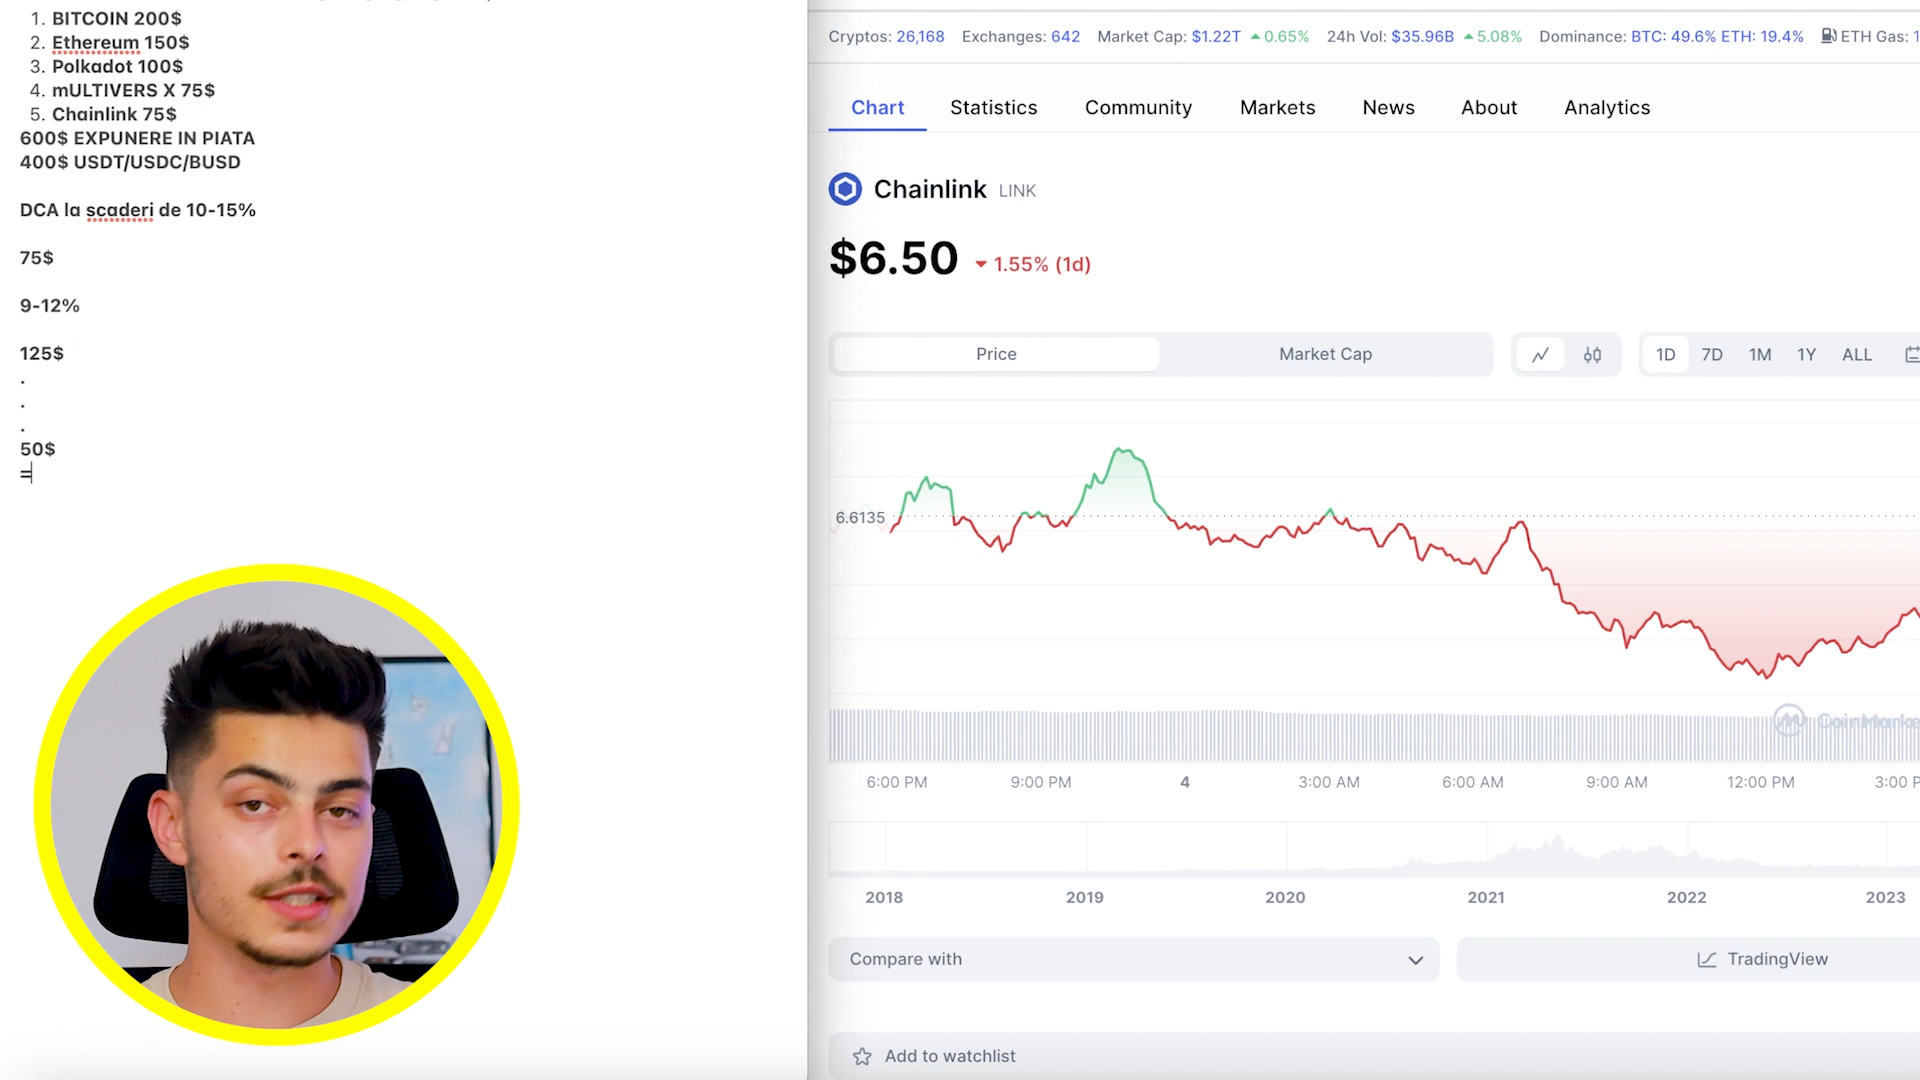 1. BITCOIN 200$
2. Ethereum 150$
3. Polkadot 100$
4. mULTIVERS X 75$
5. Chainlink 75$
600$ EXPUNERE IN PIATA
400$ USDT/USDC/BUSD
DCA la scaderi de 10-15%
75$
9-12%
125$
.
.
.
50$
=
Cryptos: 26,168 Exchanges: 642 Market Cap: $1.22T 0.65% 24h Vol: $35.96B 5.08% Dominance: BTC: 49.6% ETH: 19.4% ETH Gas: 1
Chart Statistics Community Markets News About Analytics
Chainlink LINK
$6.50 1.55% (1d)
Price Market Cap 1D 7D 1M 1Y ALL
6.6135
CoinMarke
6:00 PM 9:00 PM 4 3:00 AM 6:00 AM 9:00 AM 12:00 PM 3:00 P
2018 2019 2020 2021 2022 2023
Compare with TradingView
Add to watchlist